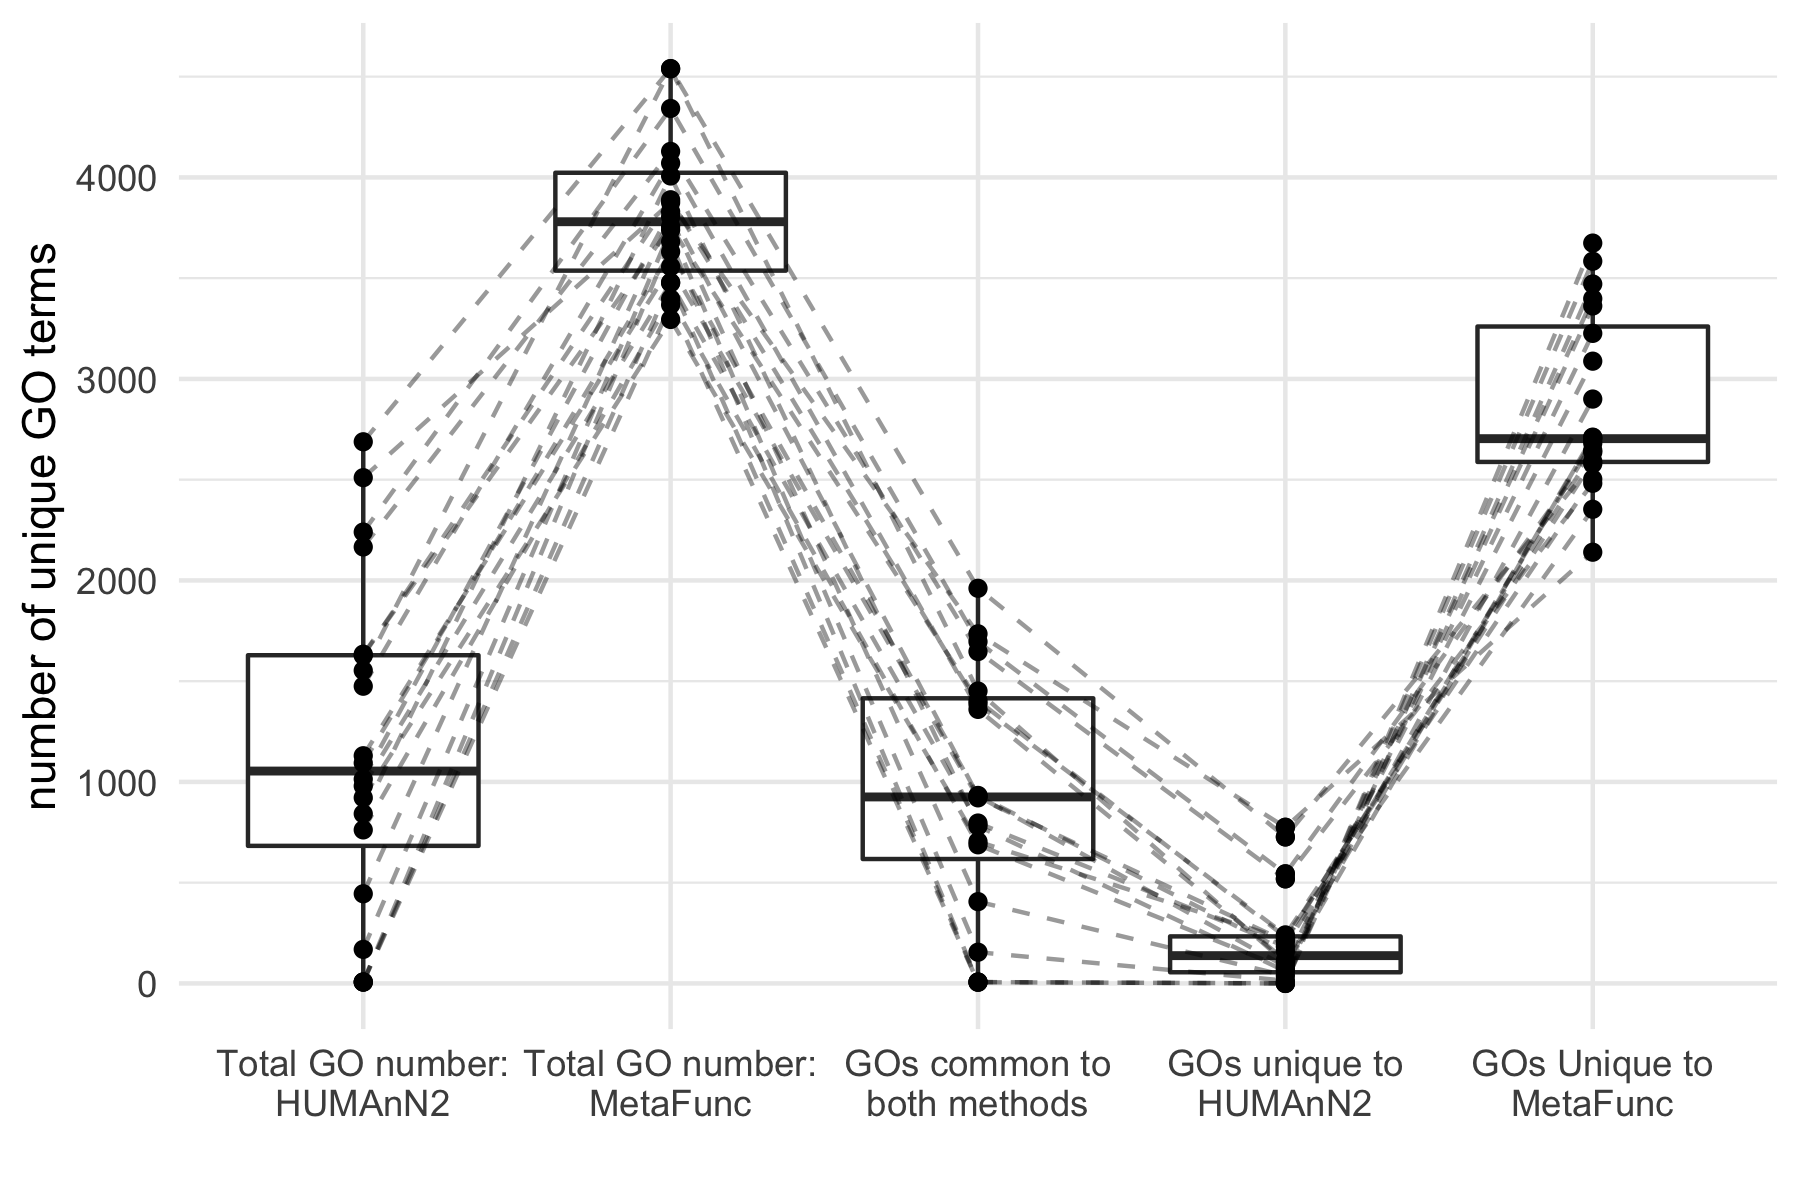 number of unique GO terms
4000
3000
2000
1000
0
Total GO number:
HUMAnN2
Total GO number:
MetaFunc
GOs common to
both methods
GOs unique to
HUMAnN2
GOs Unique to
MetaFunc